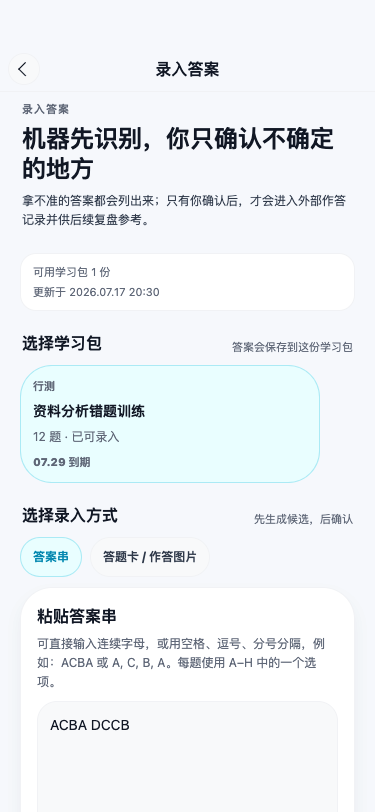 录入答案
录入答案
机器先识别，你只确认不确定
的地方
拿不准的答案都会列出来；只有你确认后，才会进入外部作答
记录并供后续复盘参考。
可用学习包 1 份
更新于 2026.07.17 20:30
选择学习包
答案会保存到这份学习包
行测
资料分析错题训练
12 题 · 已可录入
07.29 到期
选择录入方式
先生成候选，后确认
答案串
答题卡 / 作答图片
粘贴答案串
可直接输入连续字母，或用空格、逗号、分号分隔，例
如：ACBA 或 A, C, B, A。每题使用 A–H 中的一个选
项。
ACBA DCCB